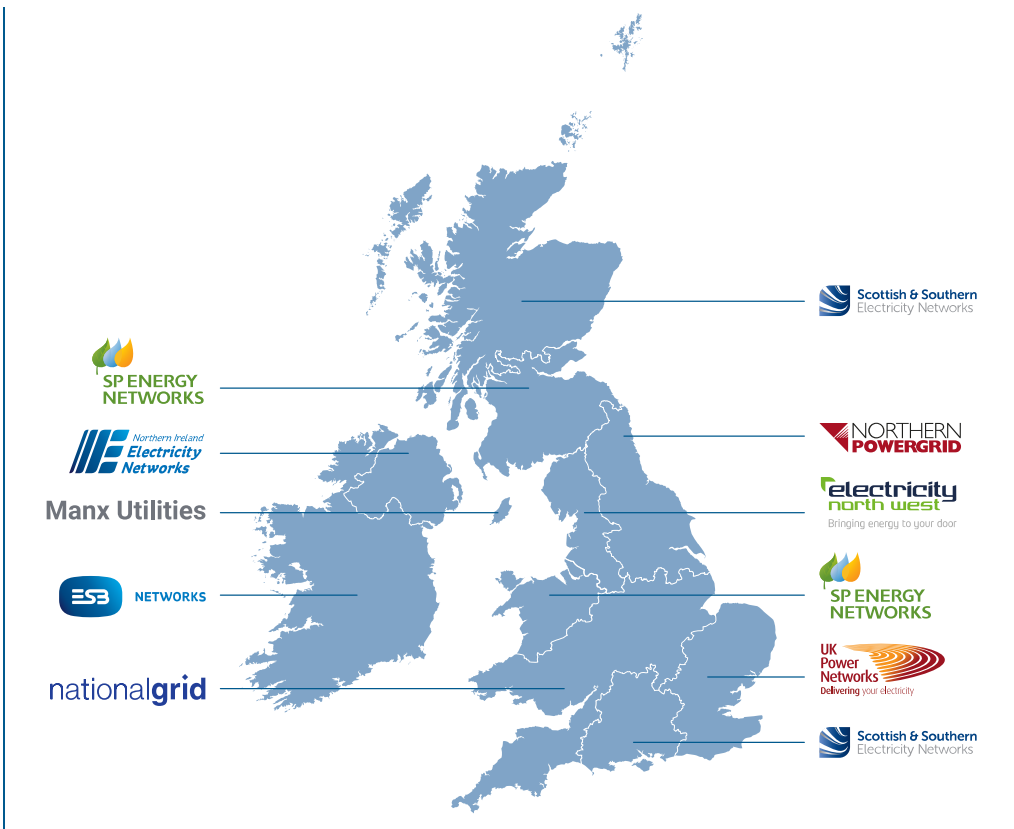 Scottish & Southern
Electricity Networks
SP ENERGY
NETWORKS
Northern Ireland
Electricity
Networks
NORTHERN
POWERGRID
electricity
north west
Bringing energy to your door
Manx Utilities
ESB NETWORKS
SP ENERGY
NETWORKS
UK
Power
Networks
Delivering your electricity
nationalgrid
Scottish & Southern
Electricity Networks